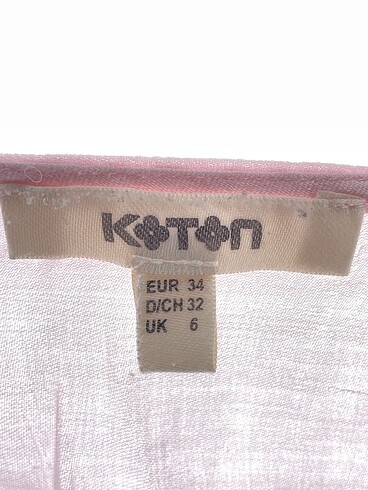 KOTON
EUR 34
D/CH 32
UK 6